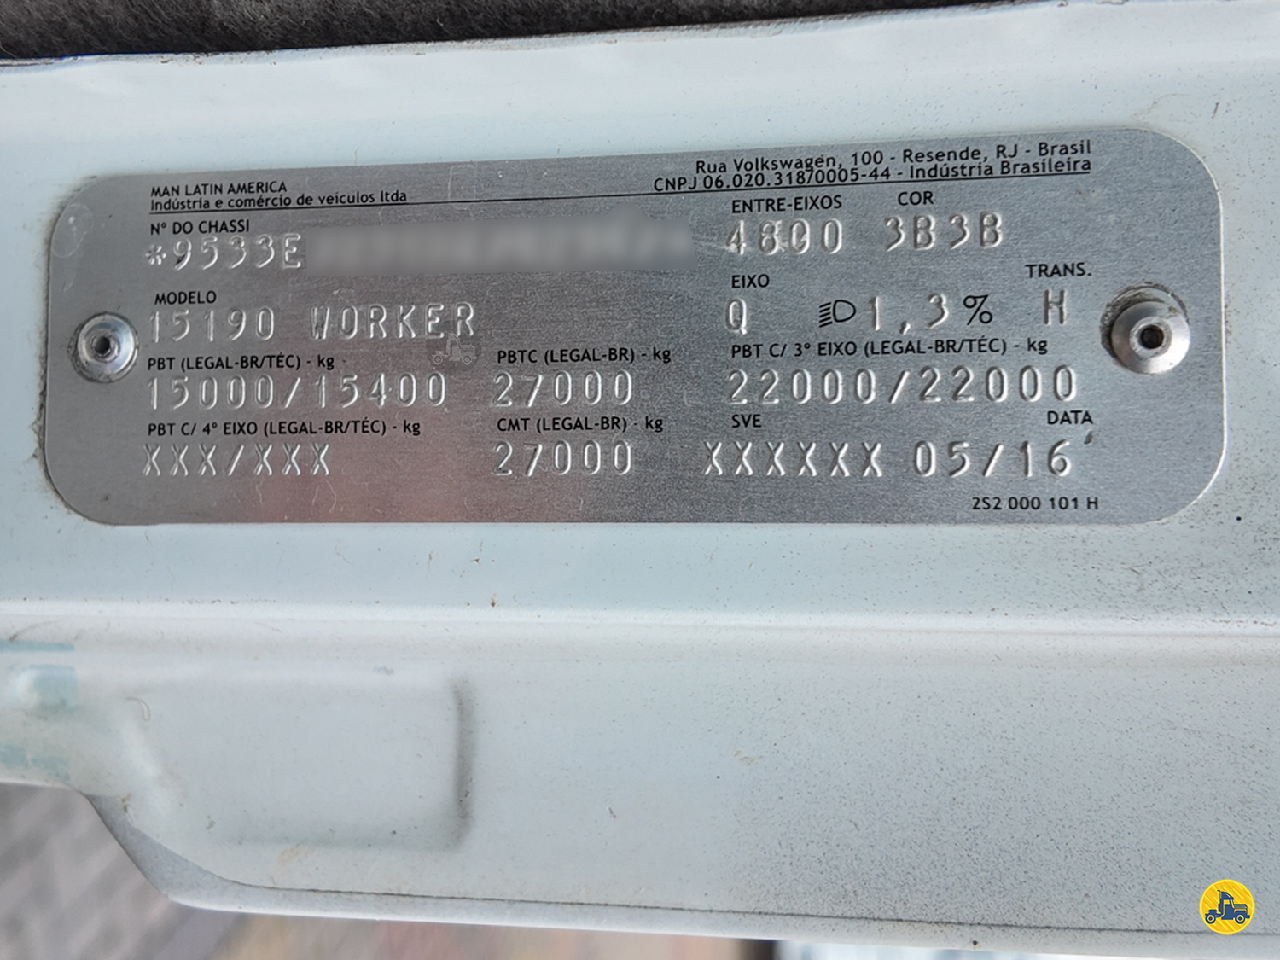 MAN LATIN AMERICA
Indústria e comércio de veículos ltda
Rua Volkswagen, 100 - Resende, RJ - Brasil
CNPJ 06.020.318/0005-44 - Indústria Brasileira
Nº DO CHASSI
*9533E
ENTRE-EIXOS COR
4800 3B3B
MODELO
15190 WORKER
EIXO TRANS.
Q 1,3% H
PBT (LEGAL-BR/TÉC) - kg PBTC (LEGAL-BR) - kg PBT C/ 3º EIXO (LEGAL-BR/TÉC) - kg
15000/15400 27000 22000/22000
PBT C/ 4º EIXO (LEGAL-BR/TÉC) - kg CMT (LEGAL-BR) - kg SVE DATA
XXX/XXX 27000 XXXXXX 05/16
2S2 000 101 H